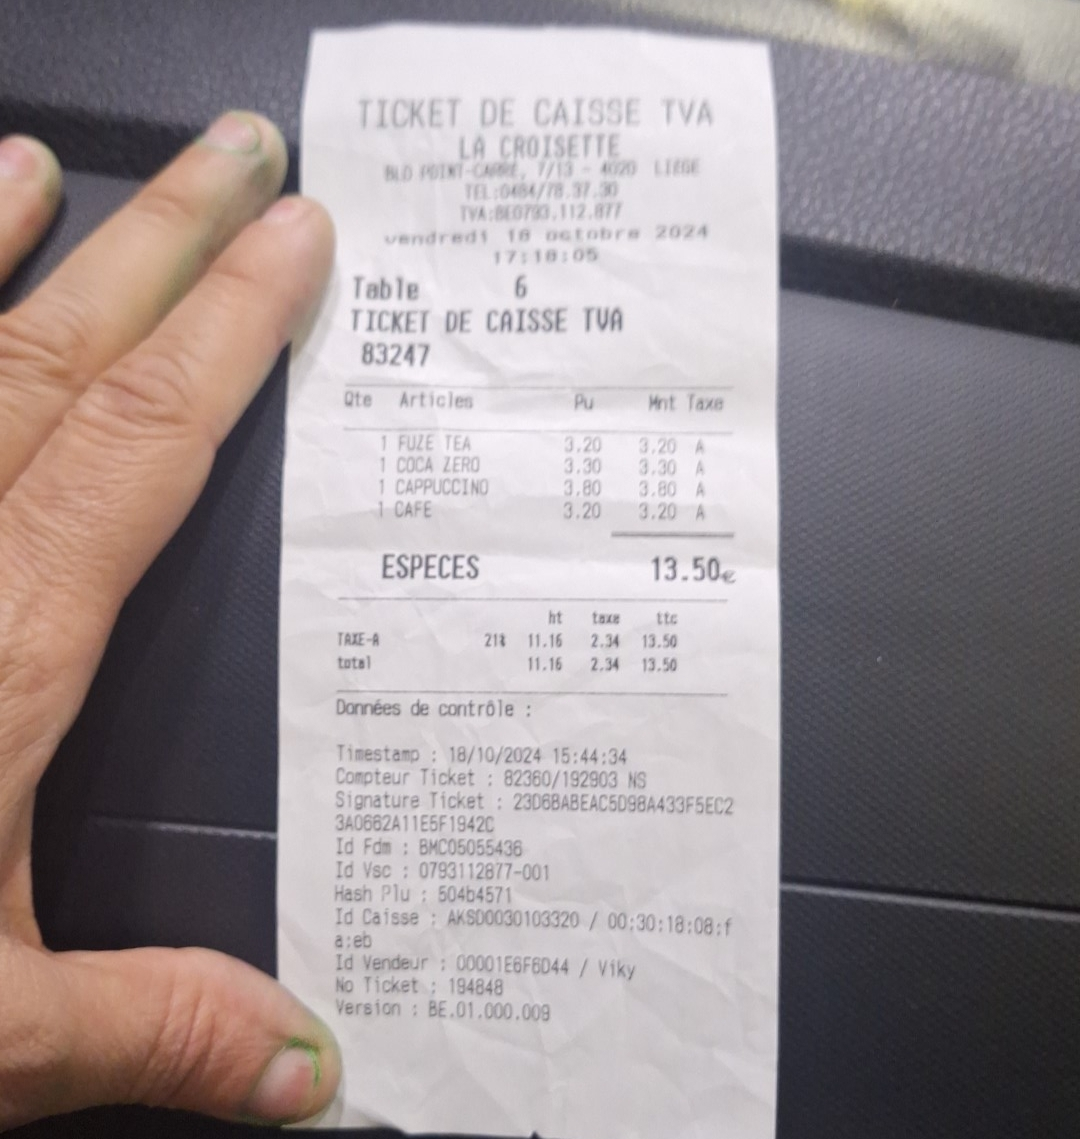 TICKET DE CAISSE TVA
LA CROISETTE
BLD POINT-CARRE, 7/13 - 4020 LIEGE
TEL:0484/78.37.30
TVA:BE0793.112.877
vendredi 18 octobre 2024
17:18:05
Table 6
TICKET DE CAISSE TVA
83247
Qte Articles Pu Mnt Taxe
1 FUZE TEA 3.20 3.20 A
1 COCA ZERO 3.30 3.30 A
1 CAPPUCCINO 3.80 3.80 A
1 CAFE 3.20 3.20 A
ESPECES 13.50€
ht taxe ttc
TAXE-A 21% 11.16 2.34 13.50
total 11.16 2.34 13.50
Données de contrôle :
Timestamp : 18/10/2024 15:44:34
Compteur Ticket : 82360/192903 NS
Signature Ticket : 23D6BABEAC5D98A433F5EC2
3A0662A11E5F1942C
Id Fdm : BMC05055436
Id Vsc : 0793112877-001
Hash Plu : 504b4571
Id Caisse : AKSD0030103320 / 00:30:18:08:f
a:eb
Id Vendeur : 00001E6F6D44 / Viky
No Ticket : 194848
Version : BE.01.000.009